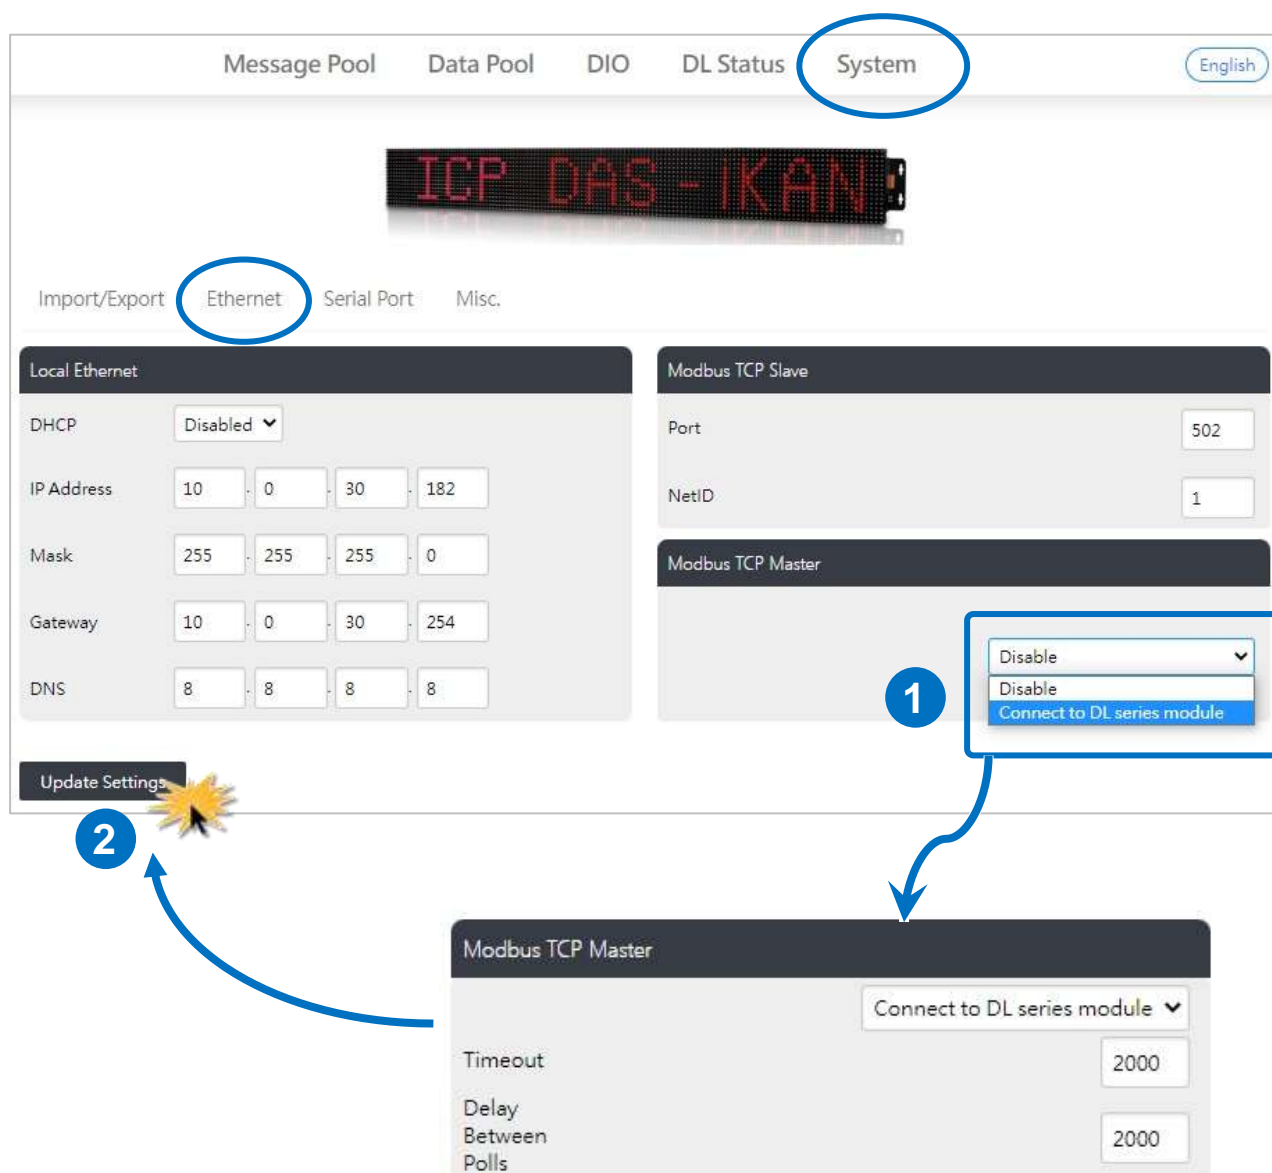 Message Pool Data Pool DIO DL Status System English
ICP DAS - iKAN
Import/Export Ethernet Serial Port Misc.
Local Ethernet
DHCP Disabled
IP Address 10 . 0 . 30 . 182
Mask 255 . 255 . 255 . 0
Gateway 10 . 0 . 30 . 254
DNS 8 . 8 . 8 . 8
Modbus TCP Slave
Port 502
NetID 1
Modbus TCP Master
Disable
1
Disable
Connect to DL series module
Update Settings
2
Modbus TCP Master
Connect to DL series module
Timeout 2000
Delay
Between 2000
Polls